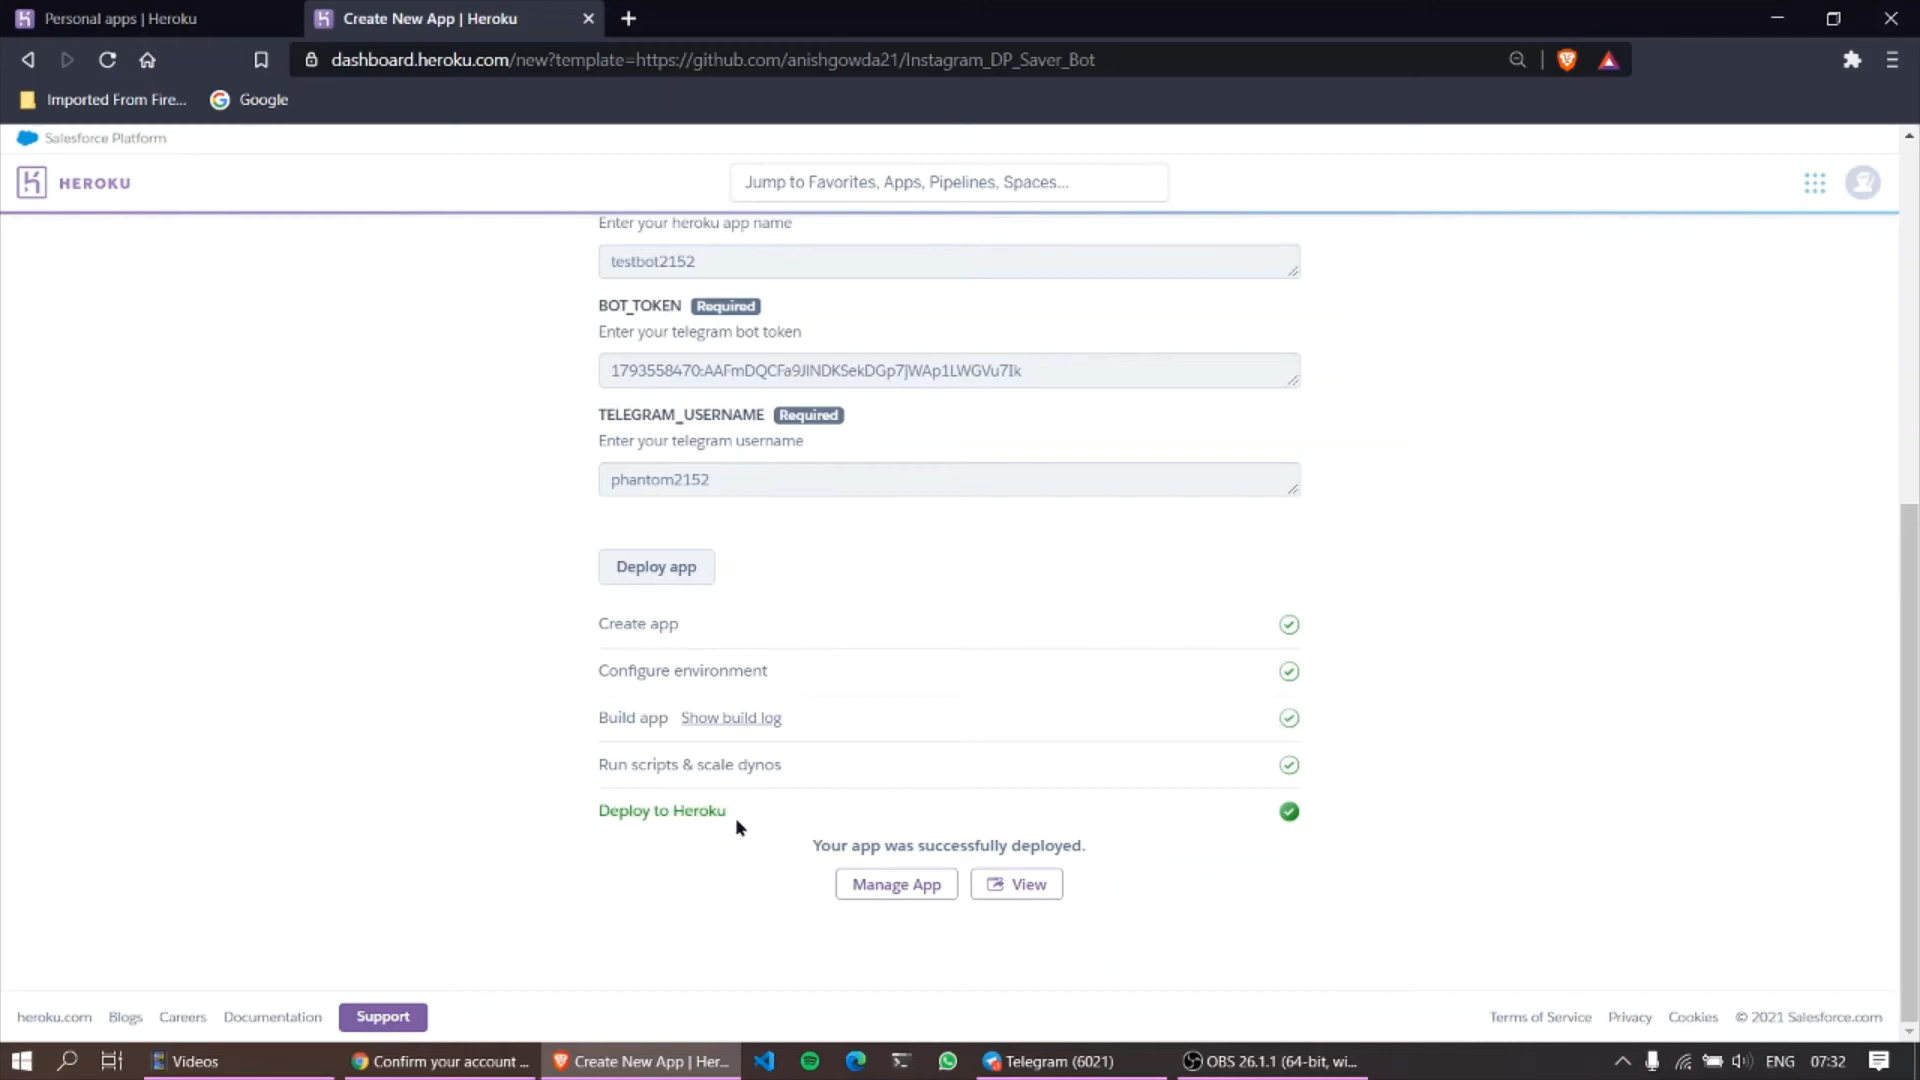 Personal apps | Heroku
Create New App | Heroku
dashboard.heroku.com/new?template=https://github.com/anishgowda21/Instagram_DP_Saver_Bot
Imported From Fire...
Google
Salesforce Platform
HEROKU
Jump to Favorites, Apps, Pipelines, Spaces...
Enter your heroku app name
testbot2152
BOT_TOKEN Required
Enter your telegram bot token
1793558470:AAFmDQCFa9JINDKSekDGp7JWAp1LWGVu7Ik
TELEGRAM_USERNAME Required
Enter your telegram username
phantom2152
Deploy app
Create app
Configure environment
Build app Show build log
Run scripts & scale dynos
Deploy to Heroku
Your app was successfully deployed.
Manage App
View
heroku.com Blogs Careers Documentation Support
Terms of Service Privacy Cookies © 2021 Salesforce.com
Videos
Confirm your account ...
Create New App | Her...
Telegram (6021)
OBS 26.1.1 (64-bit, wi...
ENG 07:32